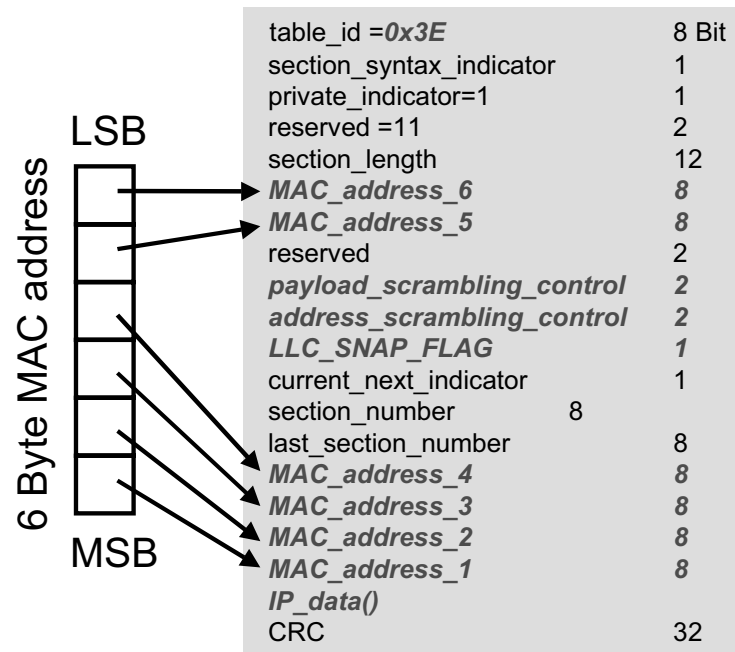 6 Byte MAC address
LSB
MSB
table_id =0x3E 8 Bit
section_syntax_indicator 1
private_indicator=1 1
reserved =11 2
section_length 12
MAC_address_6 8
MAC_address_5 8
reserved 2
payload_scrambling_control 2
address_scrambling_control 2
LLC_SNAP_FLAG 1
current_next_indicator 1
section_number 8
last_section_number 8
MAC_address_4 8
MAC_address_3 8
MAC_address_2 8
MAC_address_1 8
IP_data()
CRC 32